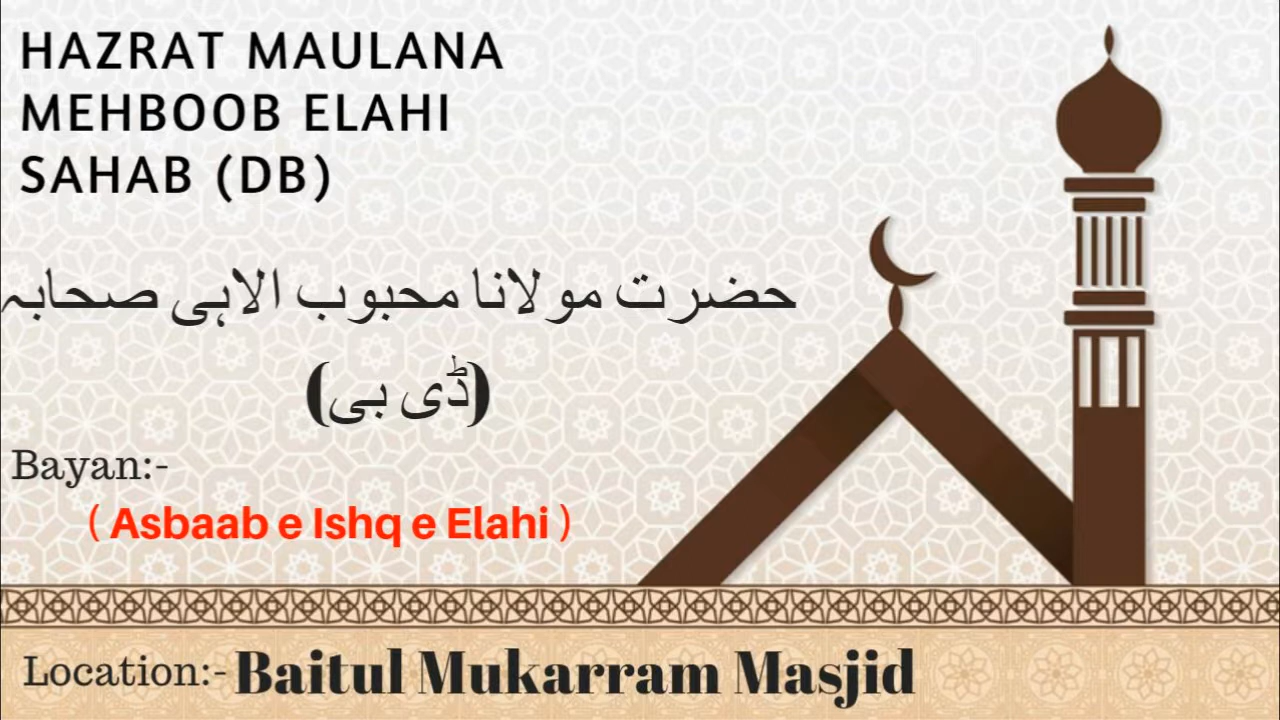 HAZRAT MAULANA
MEHBOOB ELAHI
SAHAB (DB)
حضرت مولانا محبوب الاہی صحابہ
(ڈی بی)
Bayan:-
( Asbaab e Ishq e Elahi )
Location:- Baitul Mukarram Masjid